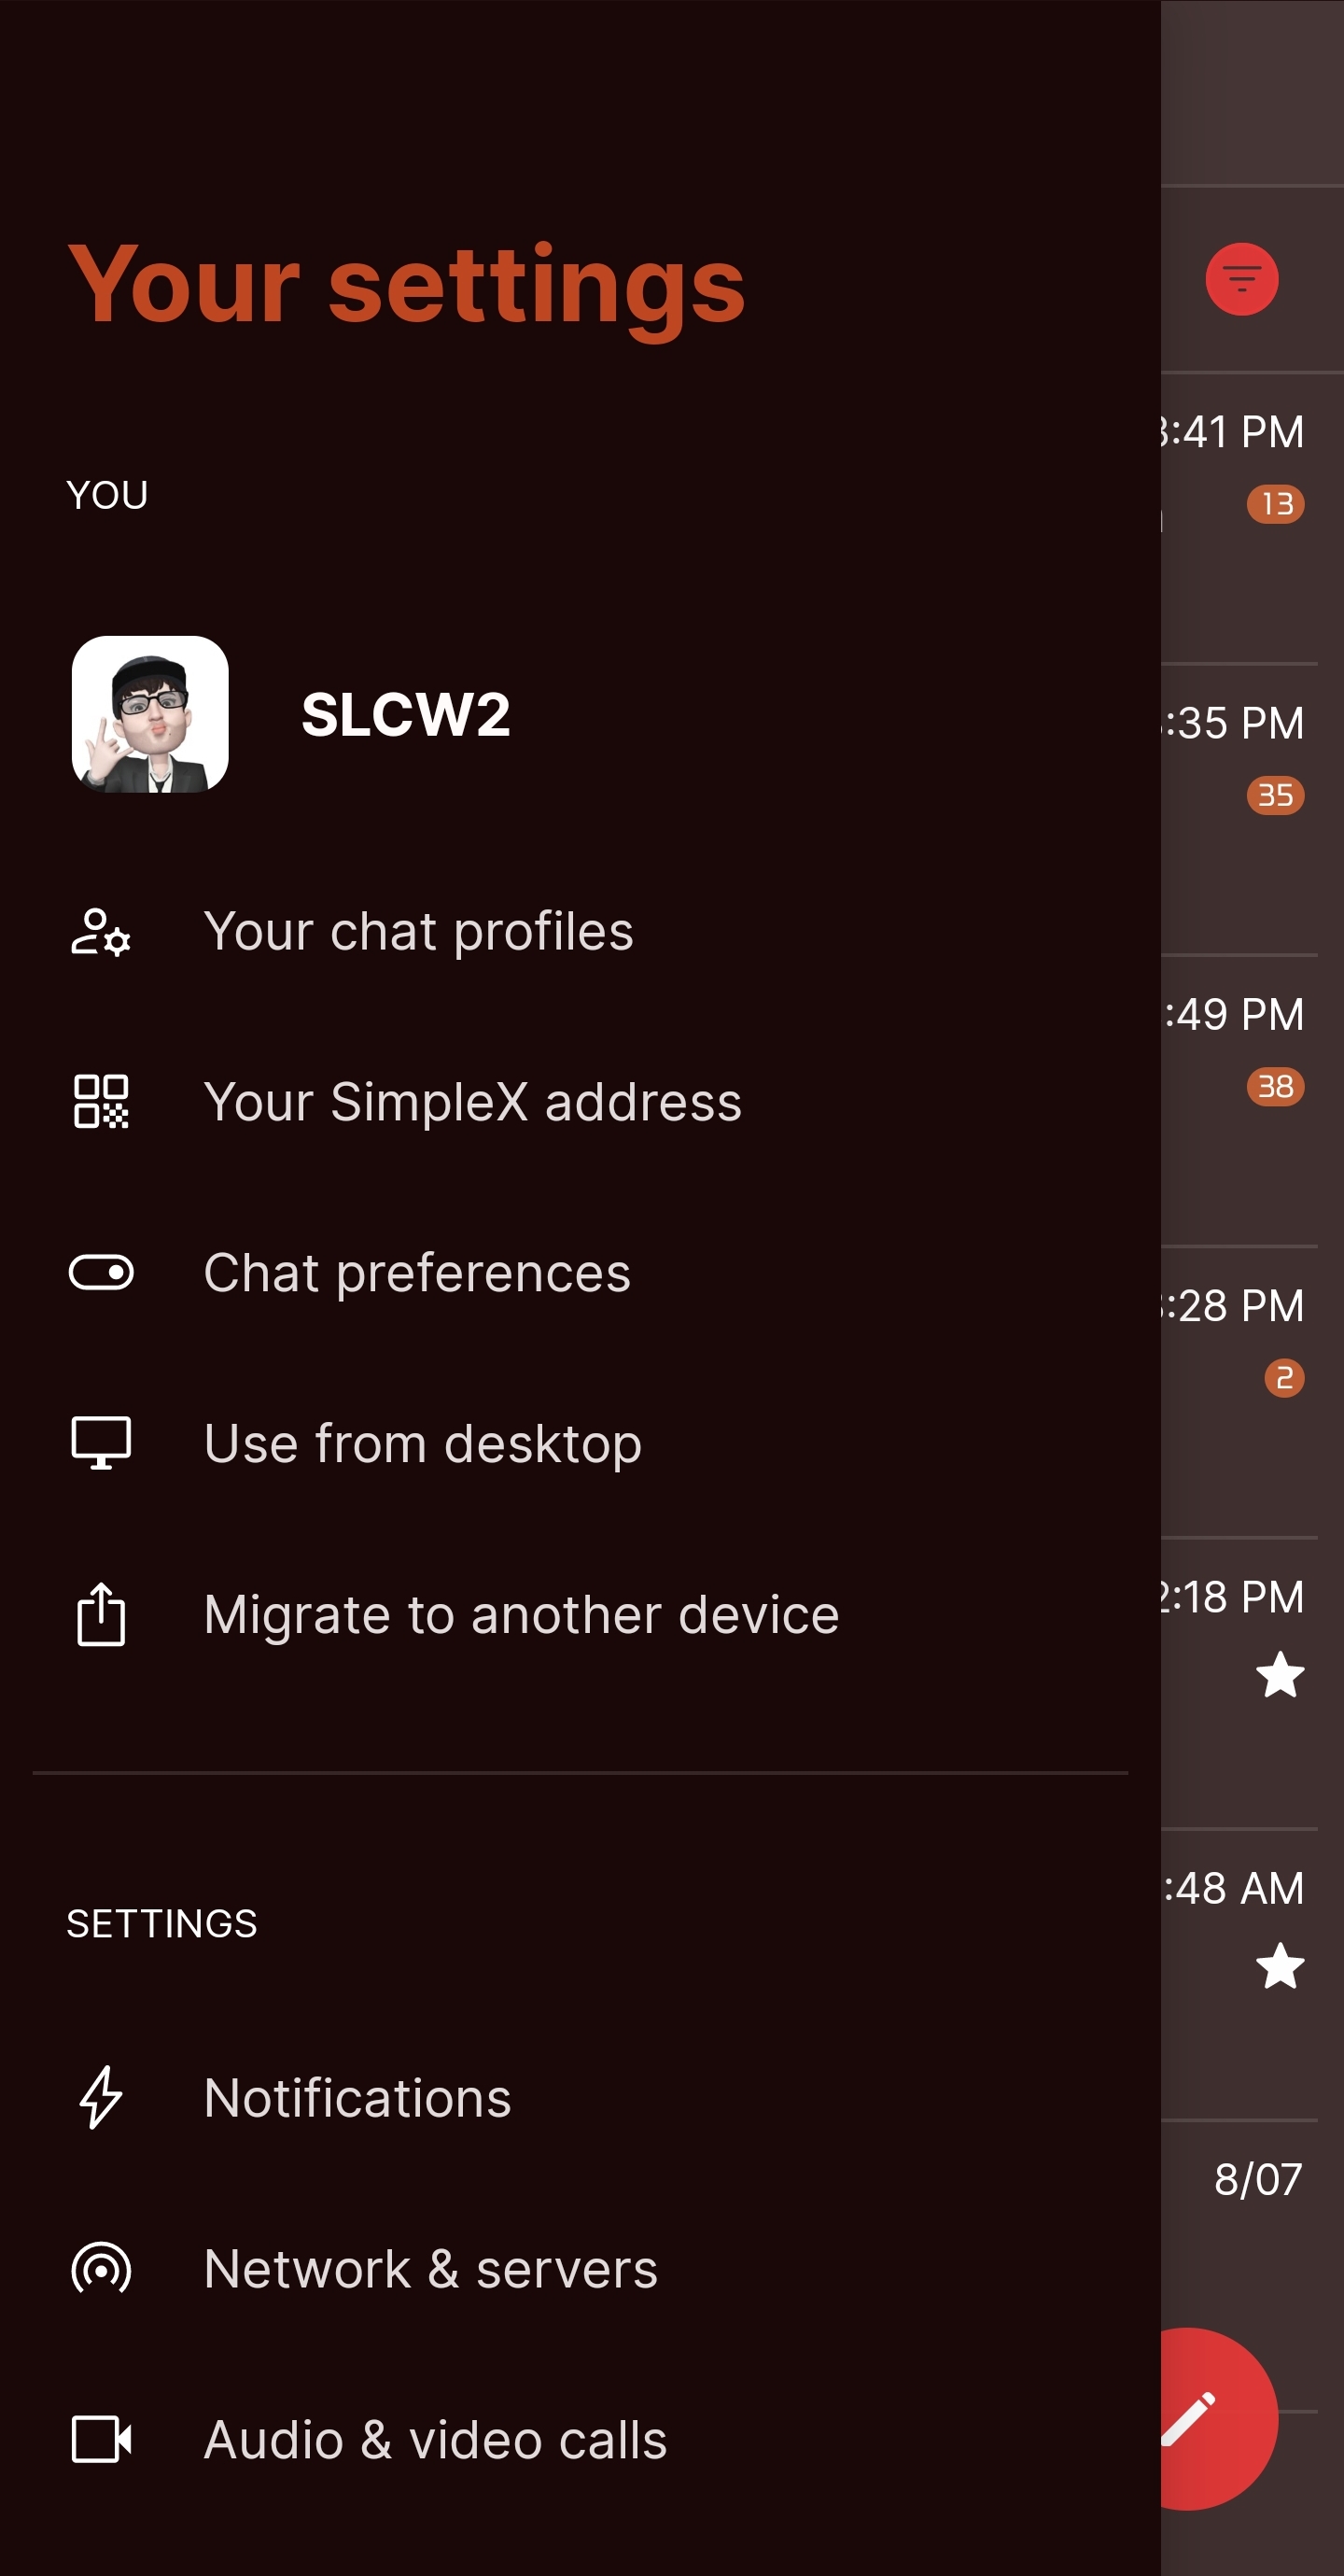 Your settings
YOU
SLCW2
Your chat profiles
Your SimpleX address
Chat preferences
Use from desktop
Migrate to another device
SETTINGS
Notifications
Network & servers
Audio & video calls
:41 PM
13
:35 PM
35
:49 PM
38
:28 PM
2
2:18 PM
:48 AM
8/07